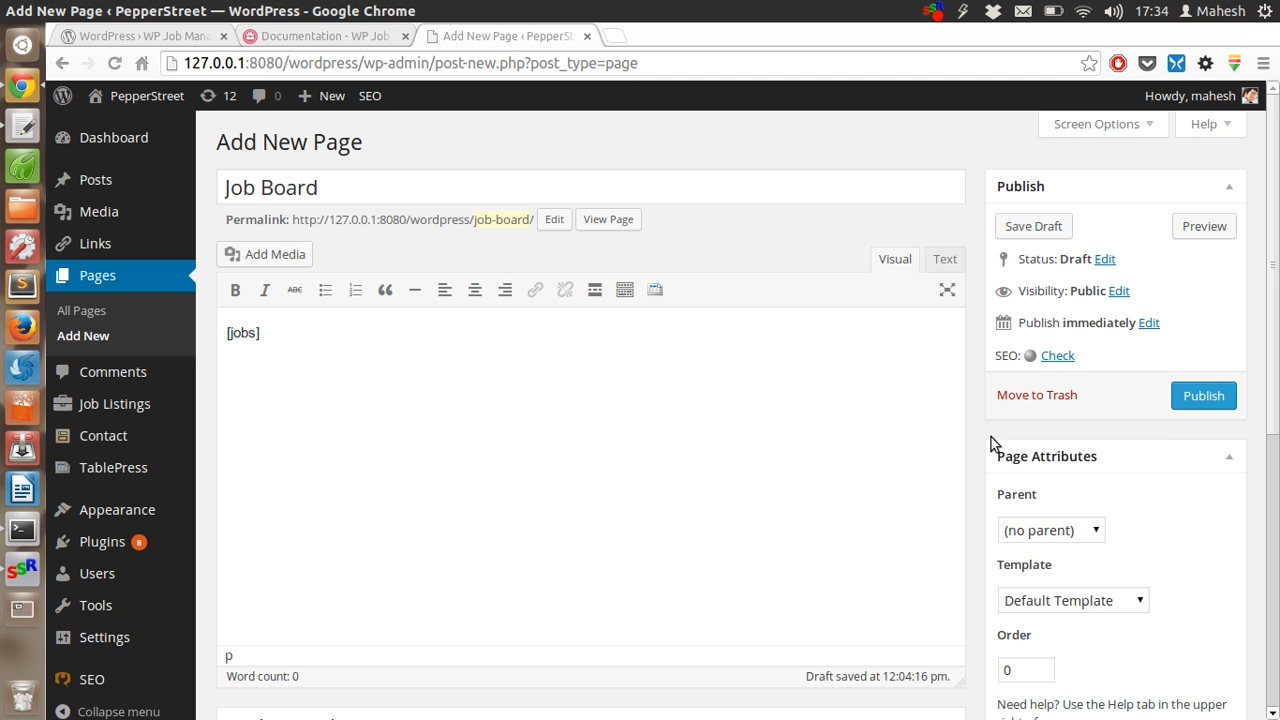 Add New Page ‹ PepperStreet — WordPress - Google Chrome
17:34 Mahesh
WordPress › WP Job Mana × Documentation - WP Job × Add New Page ‹ PepperSt ×
127.0.0.1:8080/wordpress/wp-admin/postnew.php?post_type=page
PepperStreet 12 0 New SEO Howdy, mahesh
Screen Options Help
Dashboard
Posts
Media
Links
Pages
All Pages
Add New
Comments
Job Listings
Contact
TablePress
Appearance
Plugins 8
Users
Tools
Settings
SEO
Collapse menu
Add New Page
Job Board
Permalink: http://127.0.0.1:8080/wordpress/job-board/ Edit View Page
Add Media Visual Text
B I ABC
[jobs]
p
Word count: 0 Draft saved at 12:04:16 pm.
Publish
Save Draft Preview
Status: Draft Edit
Visibility: Public Edit
Publish immediately Edit
SEO: Check
Move to Trash Publish
Page Attributes
Parent
(no parent)
Template
Default Template
Order
0
Need help? Use the Help tab in the upper